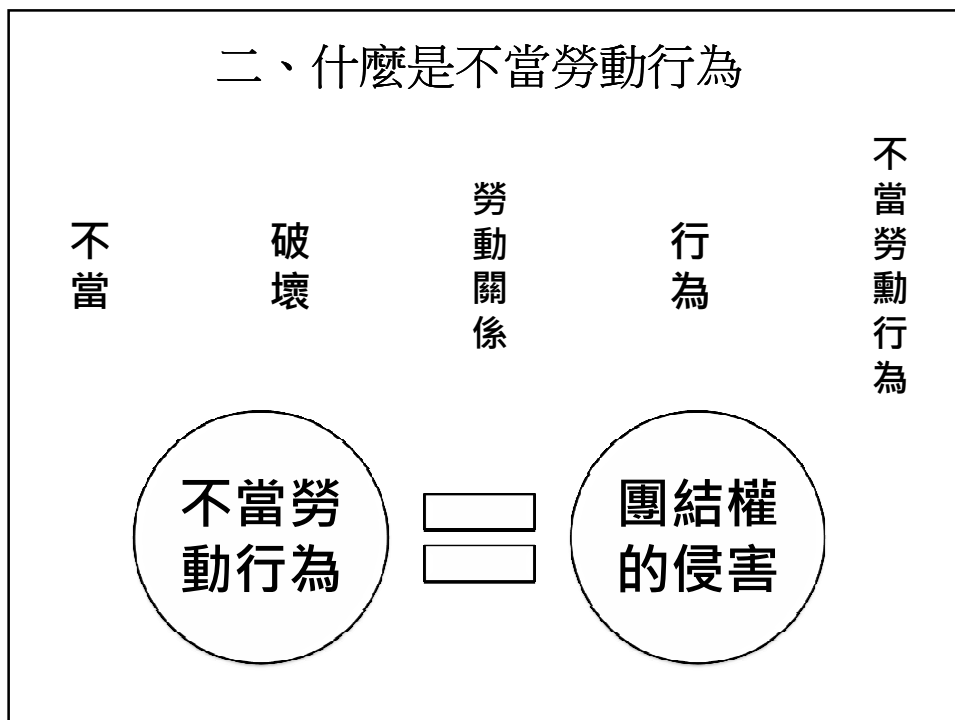 二、什麼是不當勞動行為
不當
破壞
勞動關係
行為
不當勞動行為
不當勞
動行為
團結權
的侵害